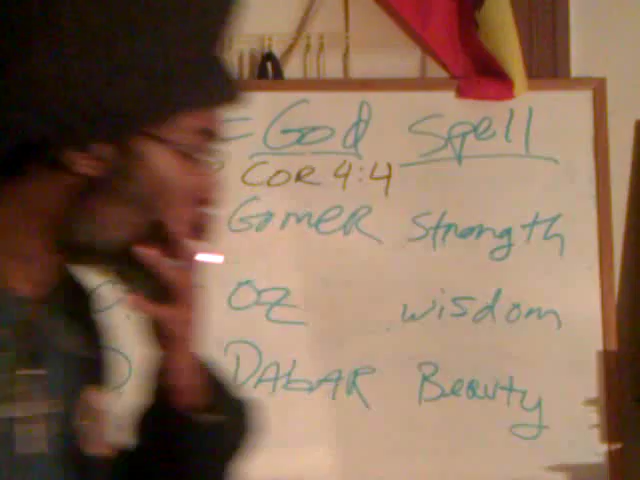 = God Spell
COR 4:4
GOMER Strength
G. OZ wisdom
D DAbAR Beauty